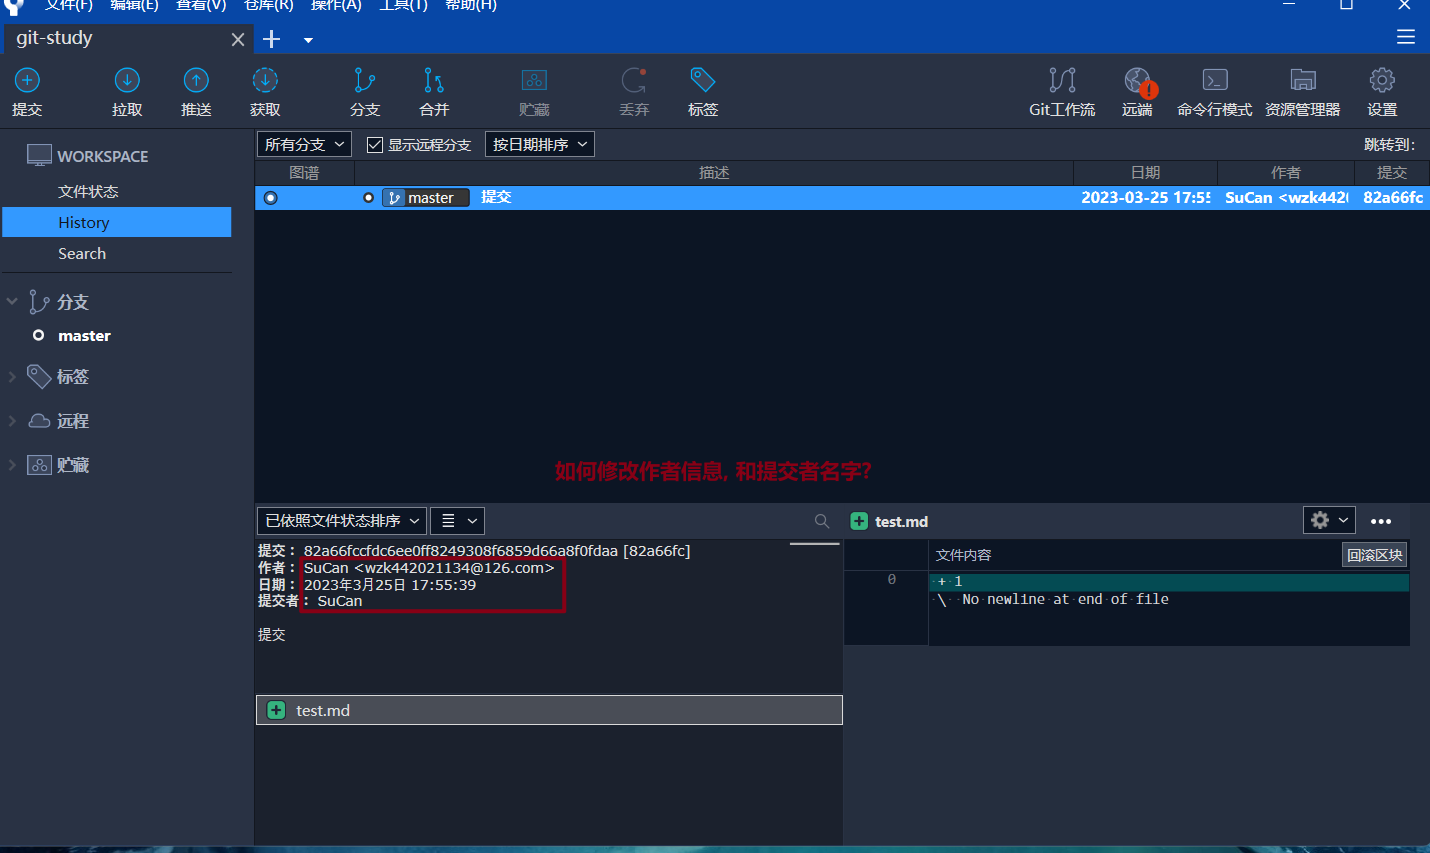 文件(F) 编辑(E) 查看(V) 仓库(R) 操作(A) 工具(T) 帮助(H)
git-study
提交 拉取 推送 获取 分支 合并 贮藏 丢弃 标签 Git工作流 远端 命令行模式 资源管理器 设置
WORKSPACE
文件状态
History
Search
分支
master
标签
远程
贮藏
所有分支 显示远程分支 按日期排序 跳转到:
图谱 描述 日期 作者 提交
master 提交 2023-03-25 17:55 SuCan <wzk4420 82a66fc
如何修改作者信息, 和提交者名字?
已依照文件状态排序
提交: 82a66fccfdc6ee0ff8249308f6859d66a8f0fdaa [82a66fc]
作者: SuCan <wzk442021134@126.com>
日期: 2023年3月25日 17:55:39
提交者: SuCan
提交
test.md
test.md
文件内容 回滚区块
0 + 1
\ No newline at end of file